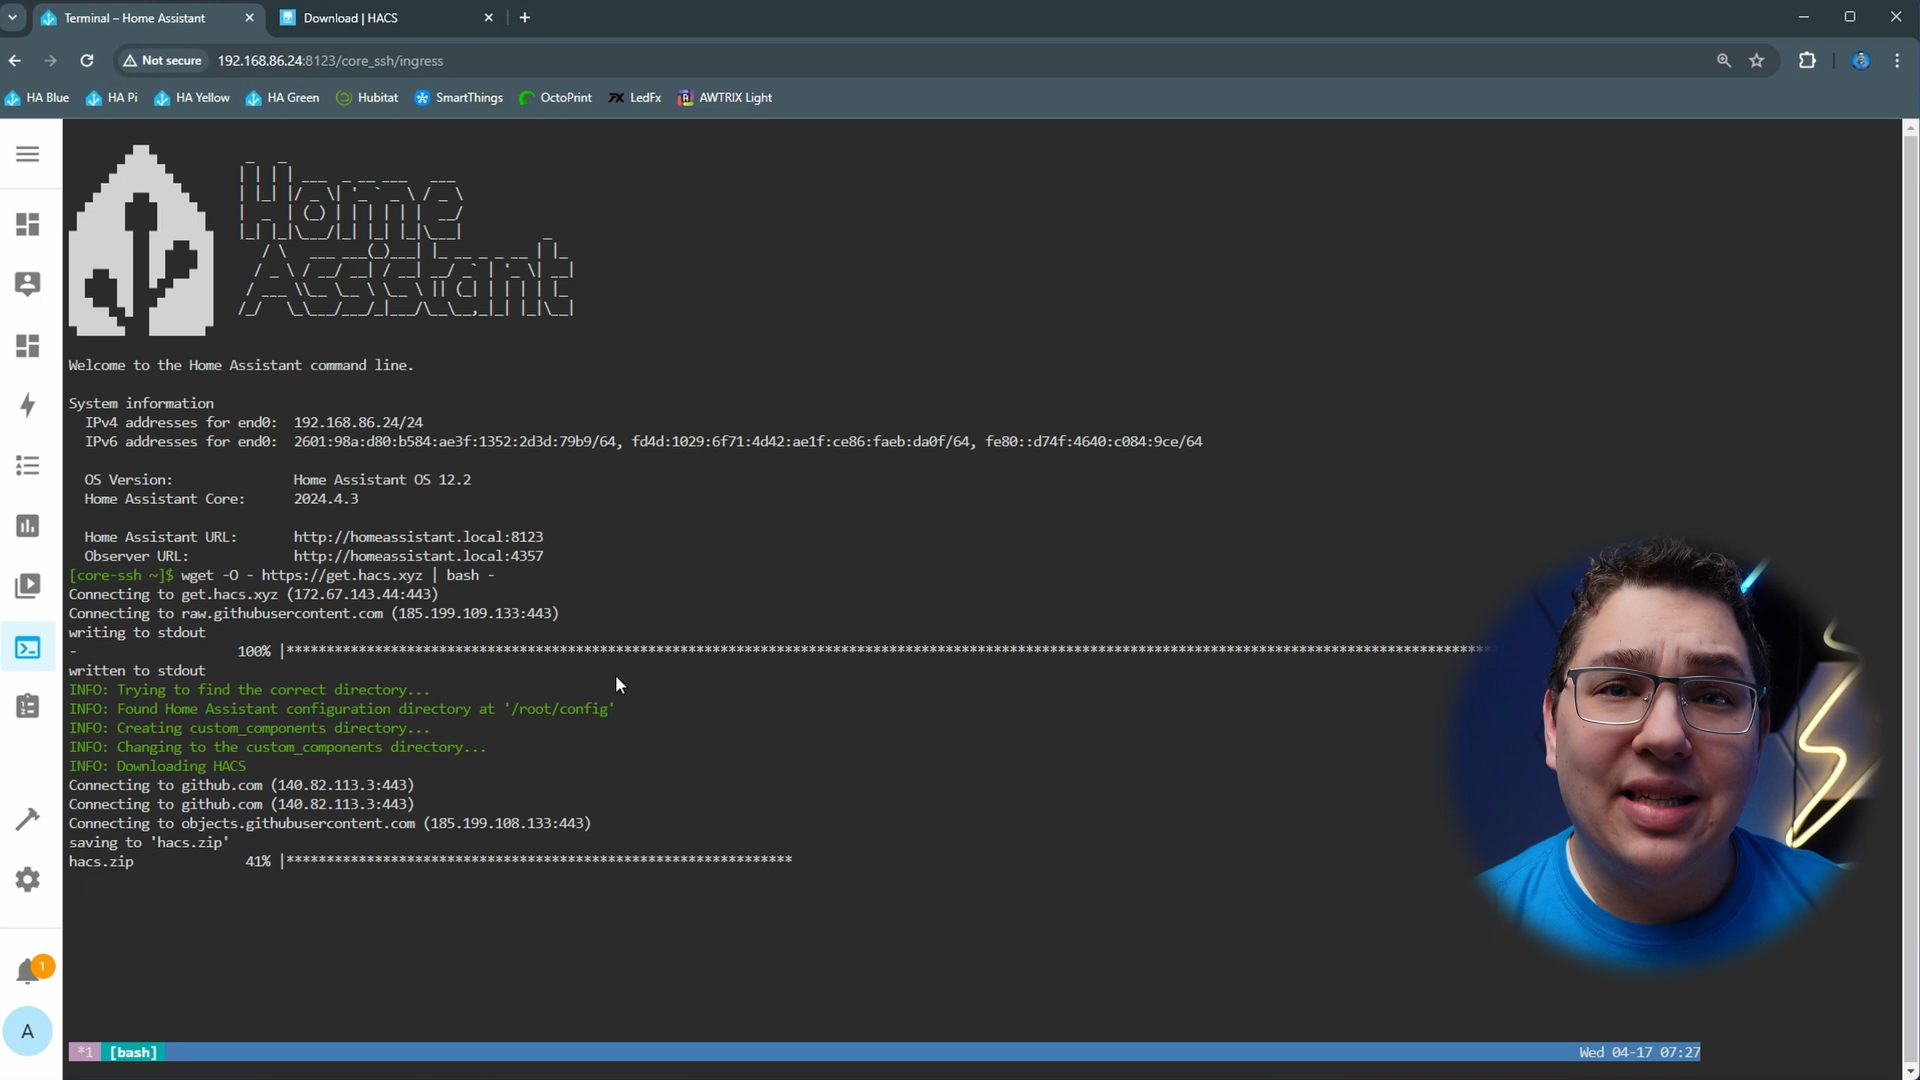 Terminal – Home Assistant
Download | HACS
Not secure
192.168.86.24:8123/core_ssh/ingress
HA Blue
HA Pi
HA Yellow
HA Green
Hubitat
SmartThings
OctoPrint
LedFx
AWTRIX Light
Home
Assistant
Welcome to the Home Assistant command line.
System information
IPv4 addresses for end0: 192.168.86.24/24
IPv6 addresses for end0: 2601:98a:d80:b584:ae3f:1352:2d3d:79b9/64, fd4d:1029:6f71:4d42:ae1f:ce86:faeb:da0f/64, fe80::d74f:4640:c084:9ce/64
OS Version: Home Assistant OS 12.2
Home Assistant Core: 2024.4.3
Home Assistant URL: http://homeassistant.local:8123
Observer URL: http://homeassistant.local:4357
[core-ssh ~]$ wget -O - https://get.hacs.xyz | bash -
Connecting to get.hacs.xyz (172.67.143.44:443)
Connecting to raw.githubusercontent.com (185.199.109.133:443)
writing to stdout
- 100% |*****************************************************************************************************************************************************
written to stdout
INFO: Trying to find the correct directory...
INFO: Found Home Assistant configuration directory at '/root/config'
INFO: Creating custom_components directory...
INFO: Changing to the custom_components directory...
INFO: Downloading HACS
Connecting to github.com (140.82.113.3:443)
Connecting to github.com (140.82.113.3:443)
Connecting to objects.githubusercontent.com (185.199.108.133:443)
saving to 'hacs.zip'
hacs.zip 41% |***************************************************************
1
A
*1 [bash] Wed 04-17 07:27